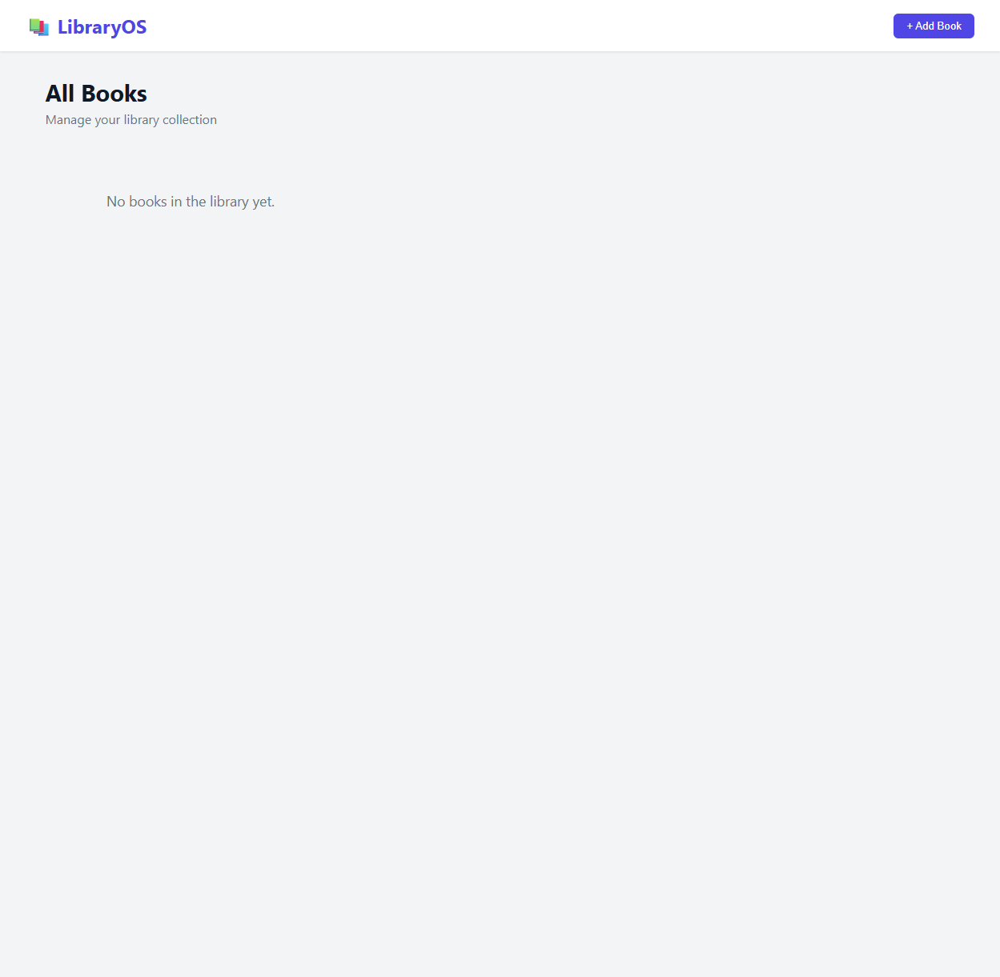 LibraryOS
+ Add Book
All Books
Manage your library collection
No books in the library yet.